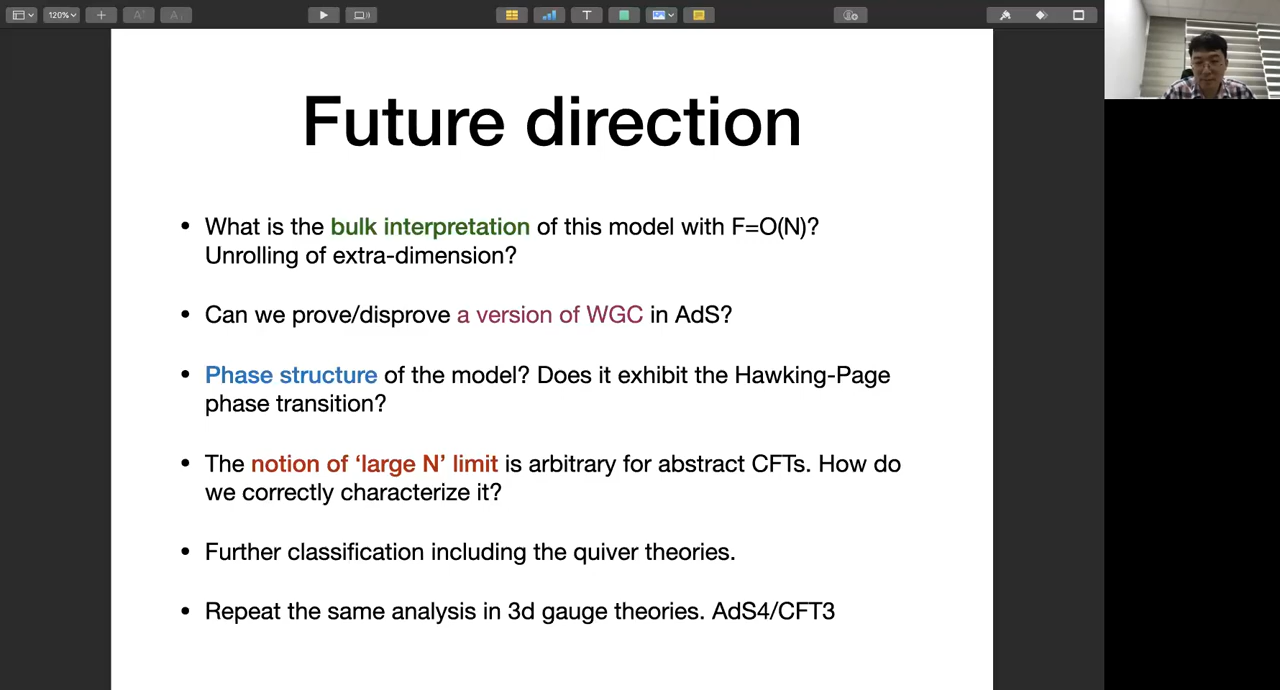 120%
Future direction
• What is the bulk interpretation of this model with F=O(N)?
Unrolling of extra-dimension?
• Can we prove/disprove a version of WGC in AdS?
• Phase structure of the model? Does it exhibit the Hawking-Page
phase transition?
• The notion of ‘large N’ limit is arbitrary for abstract CFTs. How do
we correctly characterize it?
• Further classification including the quiver theories.
• Repeat the same analysis in 3d gauge theories. AdS4/CFT3